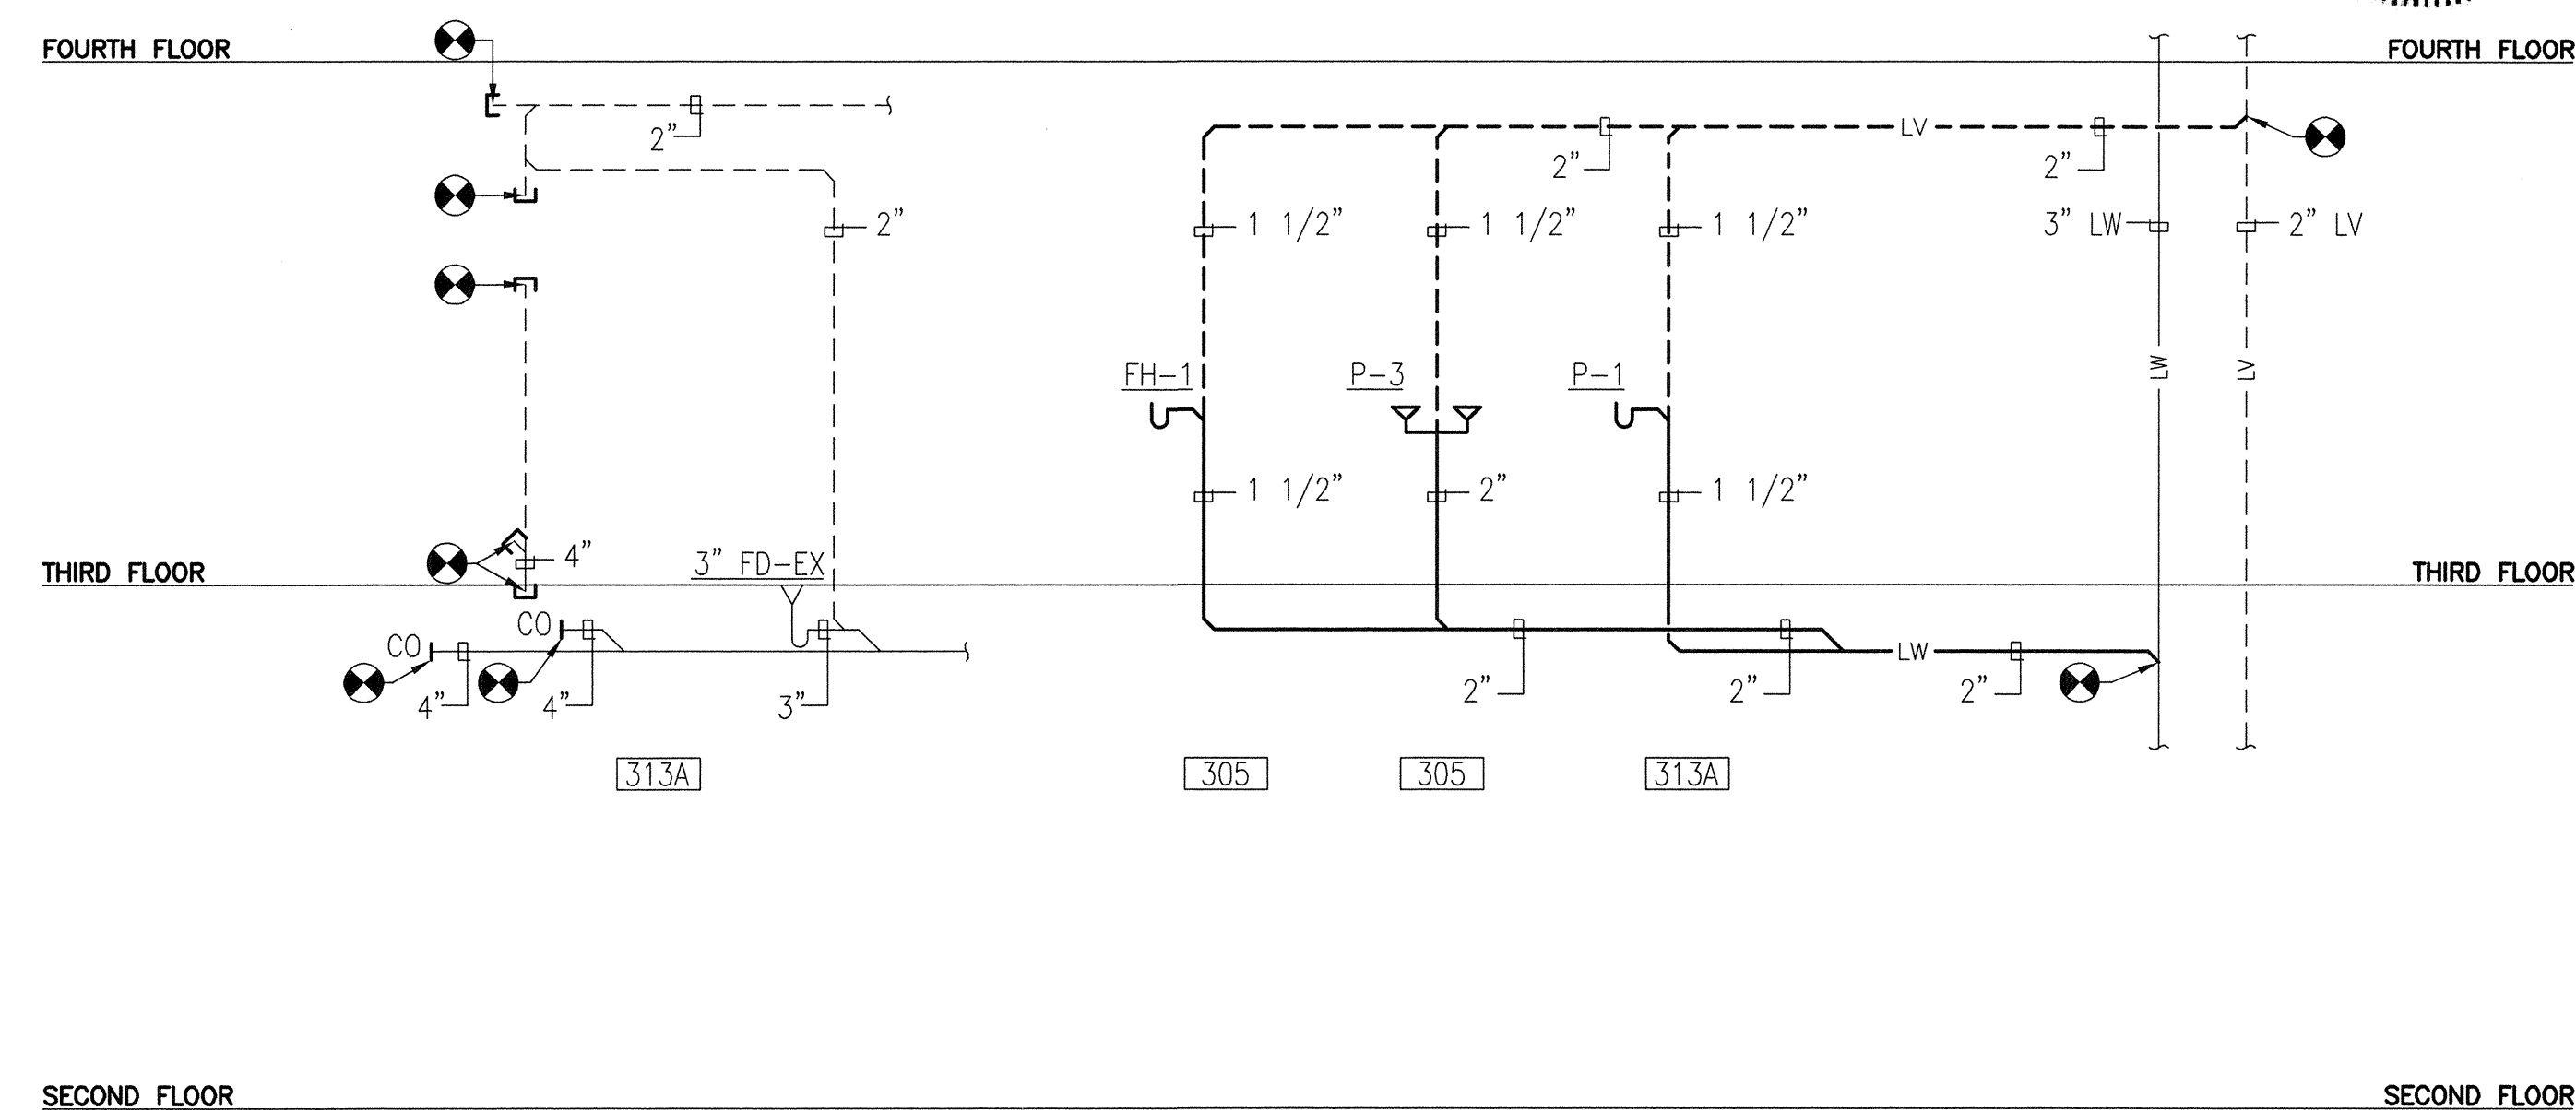 FOURTH FLOOR
FOURTH FLOOR
2"
LV
2"
2"
2"
1 1/2"
1 1/2"
1 1/2"
3" LW
2" LV
FH-1
P-3
P-1
LW
LV
1 1/2"
2"
1 1/2"
4"
3" FD-EX
THIRD FLOOR
THIRD FLOOR
CO
CO
LW
4"
4"
3"
2"
2"
2"
313A
305
305
313A
SECOND FLOOR
SECOND FLOOR